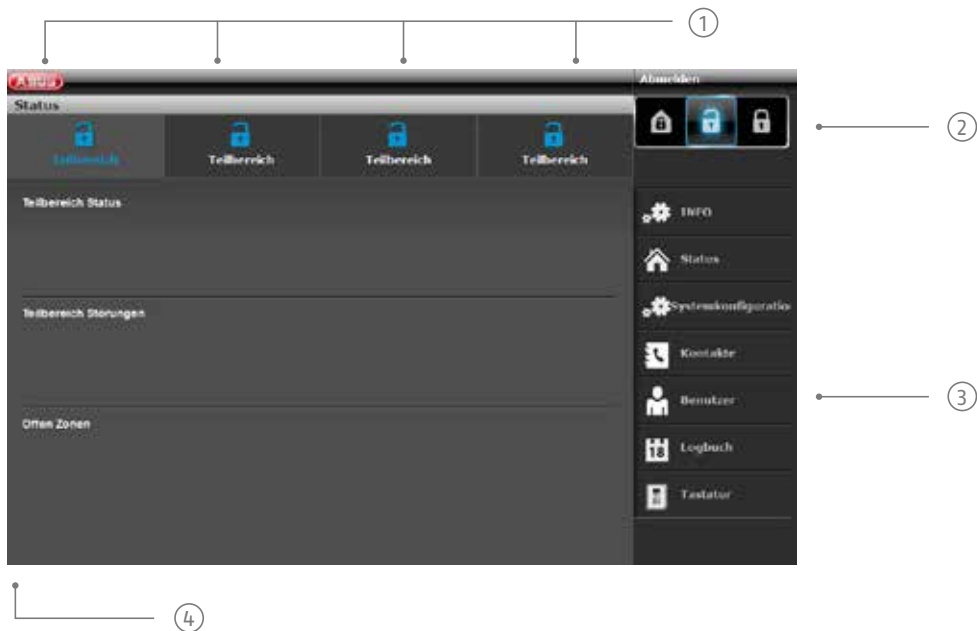 1
ABUS
Abmelden
Status
2
Teilbereich Teilbereich Teilbereich Teilbereich
Teilbereich Status
INFO
Status
Teilbereich Störungen
Systemkonfiguratio
Kontakte
Benutzer
3
Offen Zonen
Logbuch
18
Tastatur
4